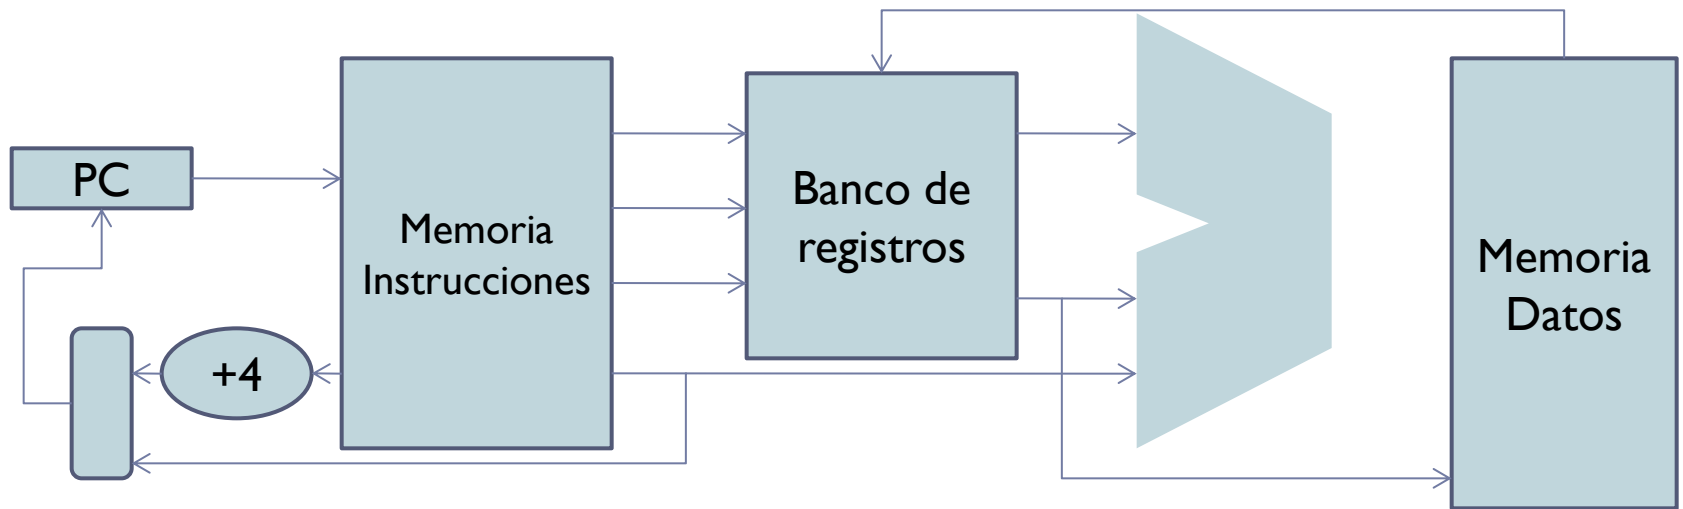 PC
Memoria
Instrucciones
+4
Banco de
registros
Memoria
Datos